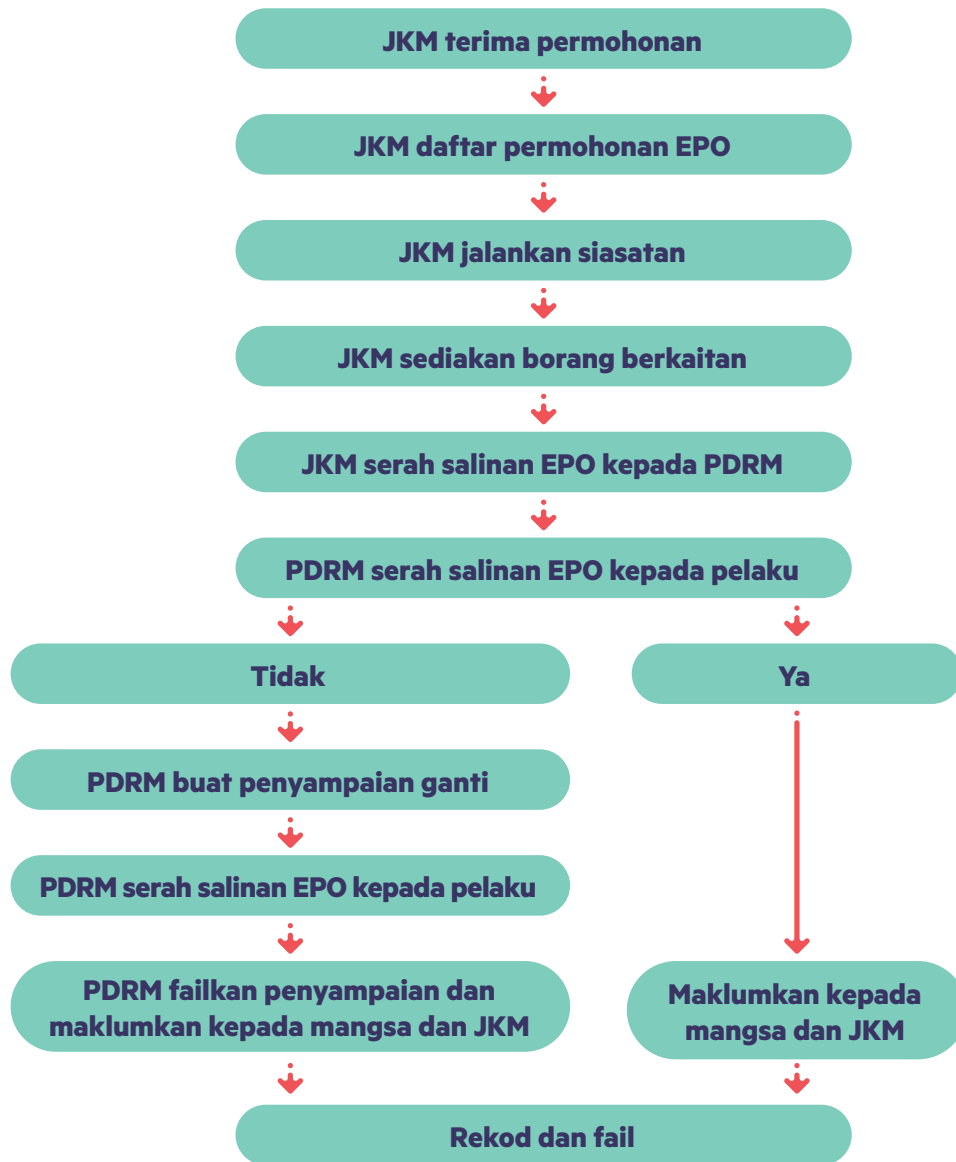 JKM terima permohonan
JKM daftar permohonan EPO
JKM jalankan siasatan
JKM sediakan borang berkaitan
JKM serah salinan EPO kepada PDRM
PDRM serah salinan EPO kepada pelaku
Tidak
Ya
PDRM buat penyampaian ganti
PDRM serah salinan EPO kepada pelaku
PDRM failkan penyampaian dan
maklumkan kepada mangsa dan JKM
Maklumkan kepada
mangsa dan JKM
Rekod dan fail